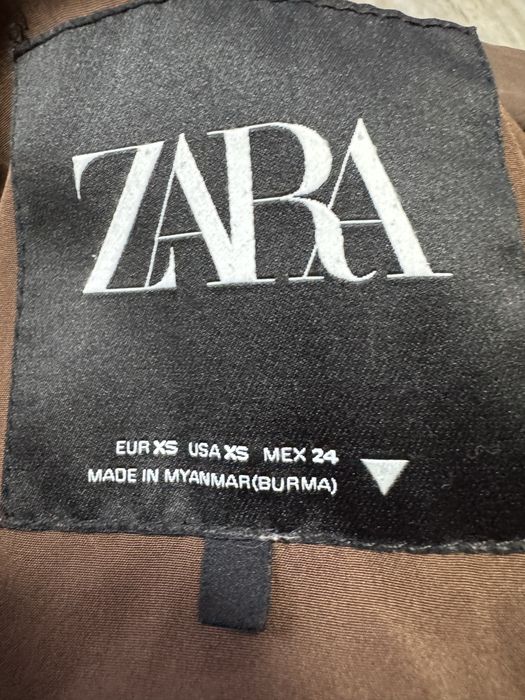 ZARA
EUR XS USA XS MEX 24
MADE IN MYANMAR(BURMA)